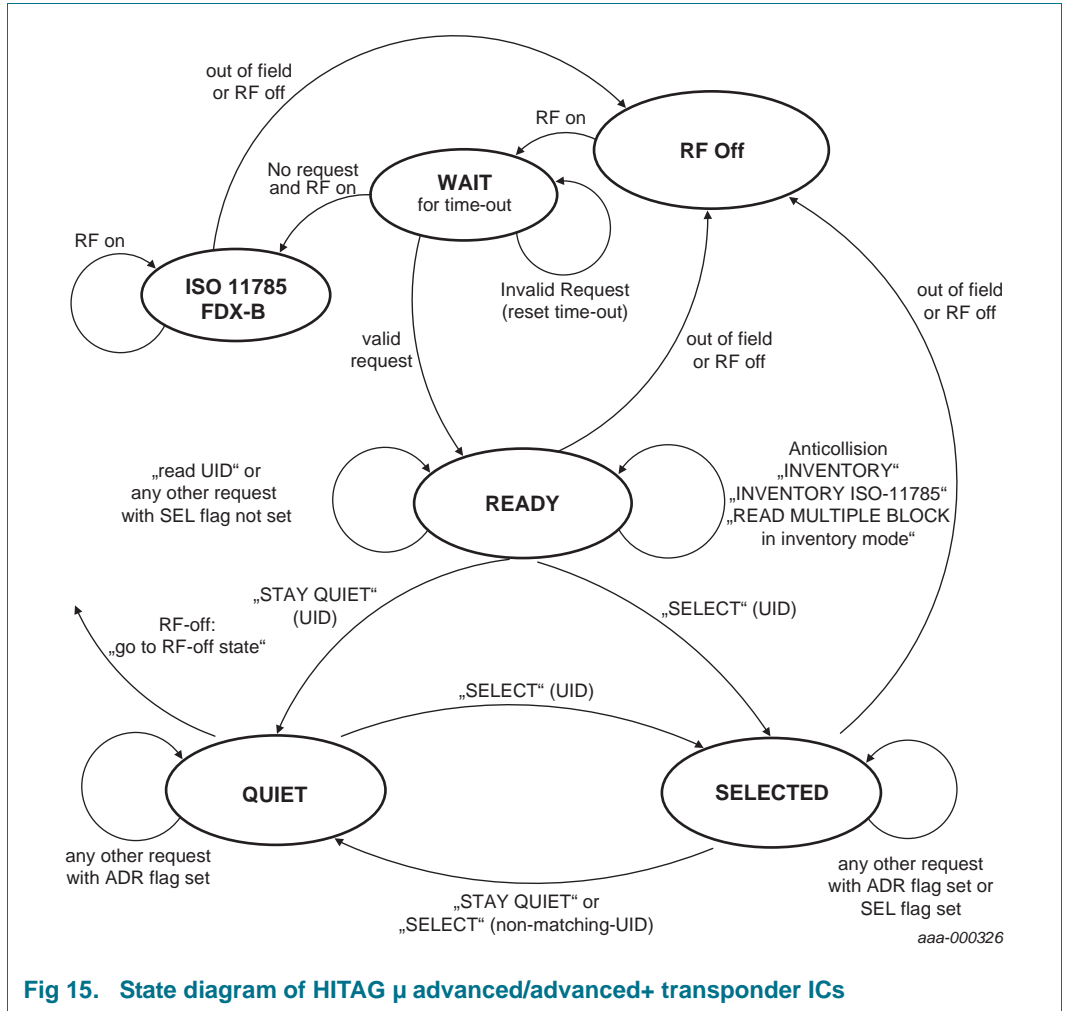 out of field
or RF off
RF on
RF Off
No request
and RF on
WAIT
for time-out
RF on
ISO 11785
FDX-B
Invalid Request
(reset time-out)
out of field
or RF off
valid
request
out of field
or RF off
„read UID“ or
any other request
with SEL flag not set
READY
Anticollision
„INVENTORY“
„INVENTORY ISO-11785“
„READ MULTIPLE BLOCK
in inventory mode“
„STAY QUIET“
(UID)
„SELECT“ (UID)
RF-off:
„go to RF-off state“
„SELECT“ (UID)
QUIET
SELECTED
any other request
with ADR flag set
any other request
with ADR flag set or
SEL flag set
„STAY QUIET“ or
„SELECT“ (non-matching-UID)
aaa-000326
Fig 15. State diagram of HITAG µ advanced/advanced+ transponder ICs